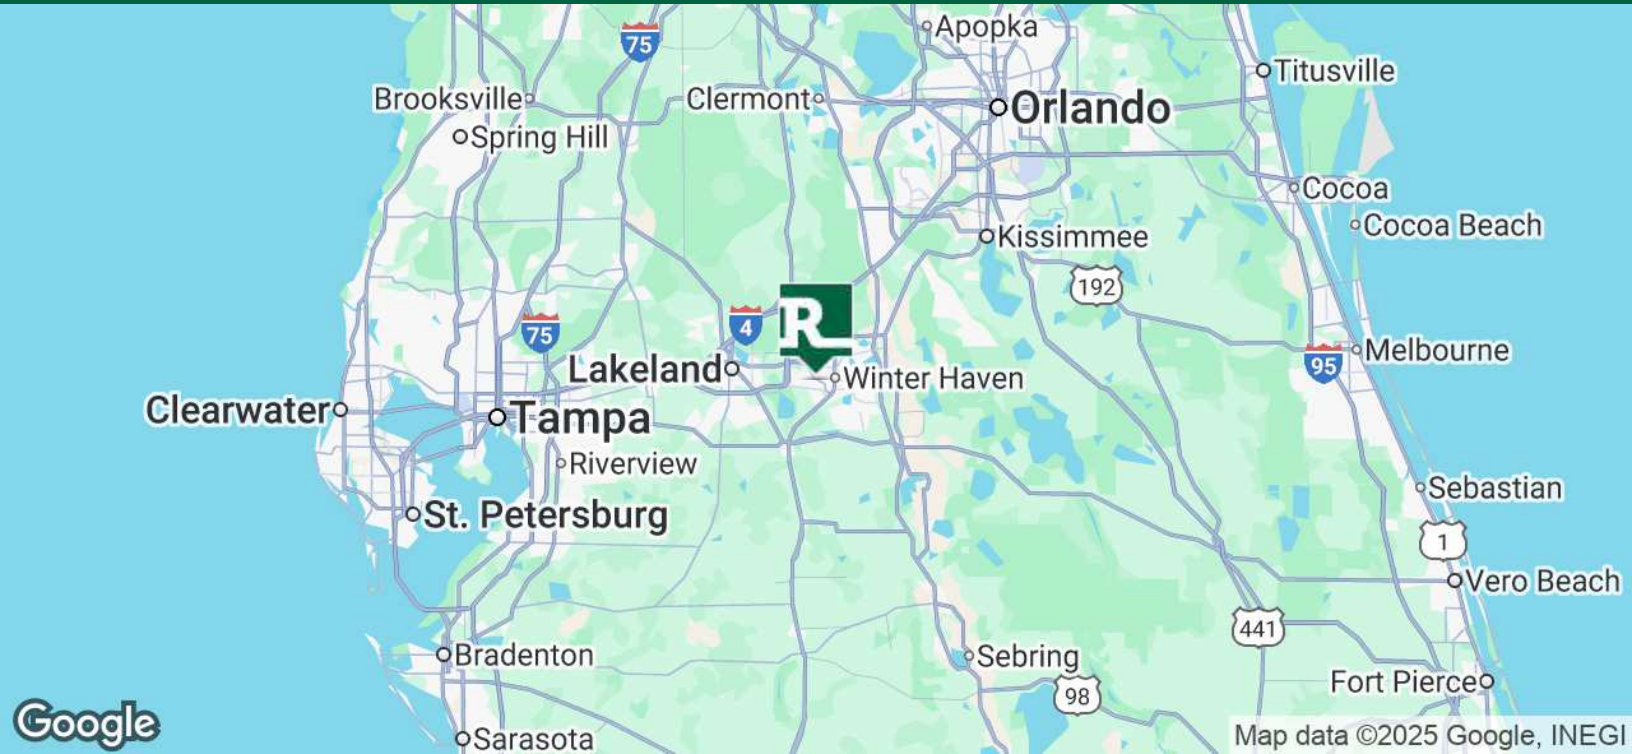 75
Apopka
Titusville
Brooksville
Clermont
Orlando
Spring Hill
Cocoa
Cocoa Beach
Kissimmee
192
R
4
75
Melbourne
95
Lakeland
Winter Haven
Clearwater
Tampa
Riverview
Sebastian
St. Petersburg
1
Vero Beach
441
Bradenton
Sebring
98
Fort Pierce
Google
Sarasota
Map data ©2025 Google, INEGI